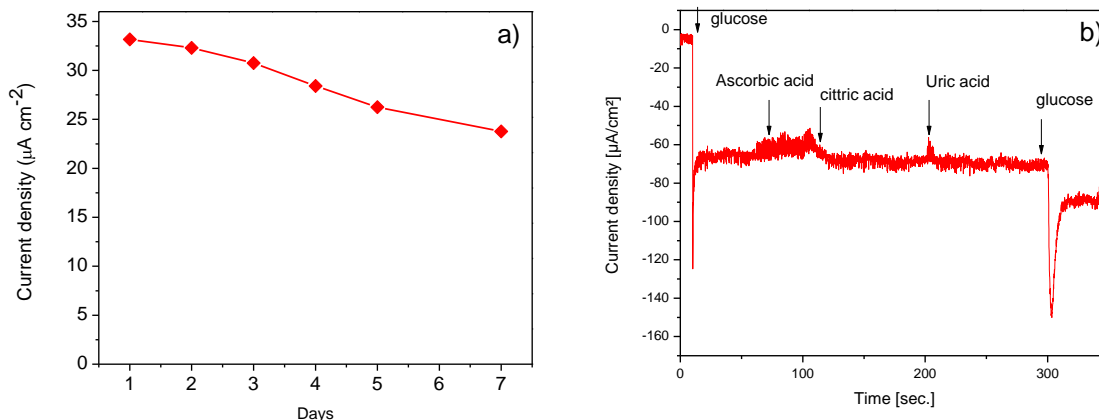 a)
35
30
25
20
15
10
5
0
1 2 3 4 5 6 7
Days
Current density (µA cm⁻²)
b)
glucose
Ascorbic acid
cittric acid
Uric acid
glucose
0
-20
-40
-60
-80
-100
-120
-140
-160
0 100 200 300
Time [sec.]
Current density [µA/cm²]